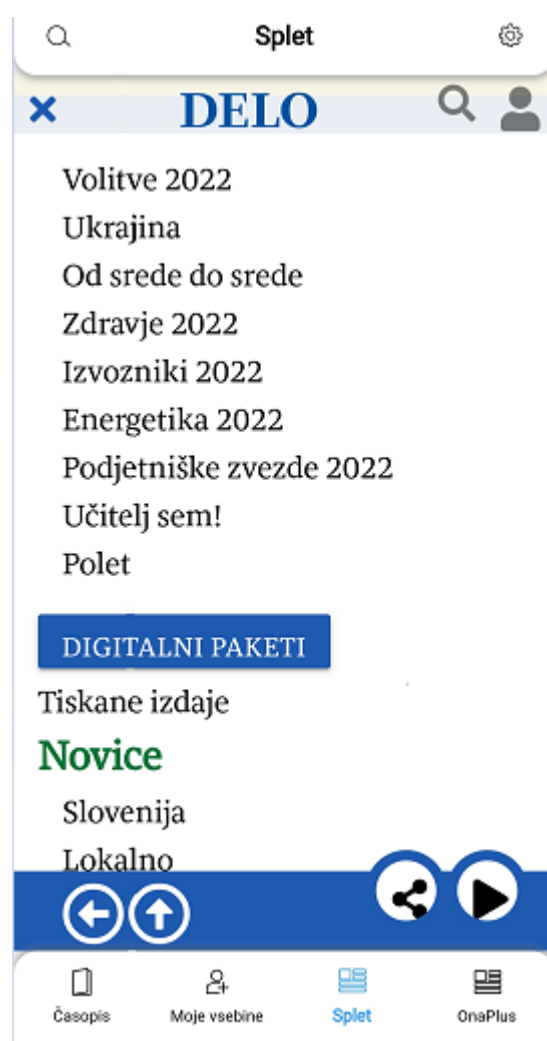 Splet
DELO
Volitve 2022
Ukrajina
Od srede do srede
Zdravje 2022
Izvozniki 2022
Energetika 2022
Podjetniške zvezde 2022
Učitelj sem!
Polet
DIGITALNI PAKETI
Tiskane izdaje
Novice
Slovenija
Lokalno
Časopis Moje vsebine Splet OnaPlus